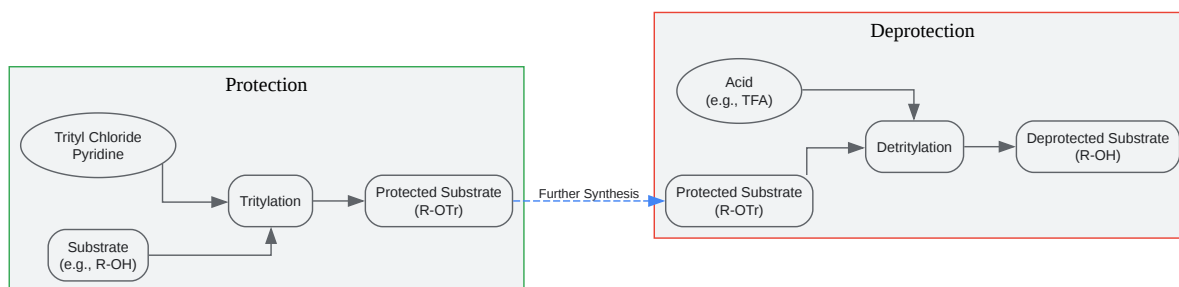 Protection
Trityl Chloride
Pyridine
Tritylation
Protected Substrate
(R-OTr)
Substrate
(e.g., R-OH)
Further Synthesis
Deprotection
Acid
(e.g., TFA)
Detritylation
Deprotected Substrate
(R-OH)
Protected Substrate
(R-OTr)